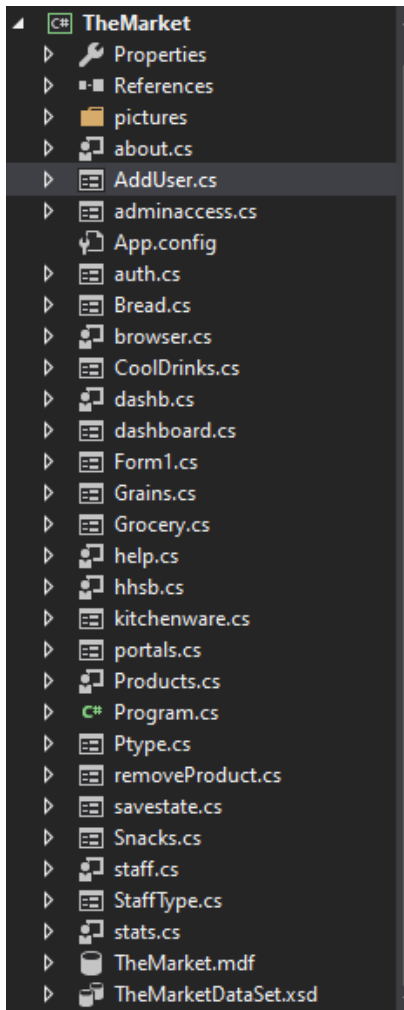 C# TheMarket
Properties
References
pictures
about.cs
AddUser.cs
adminaccess.cs
App.config
auth.cs
Bread.cs
browser.cs
CoolDrinks.cs
dashb.cs
dashboard.cs
Form1.cs
Grains.cs
Grocery.cs
help.cs
hhsb.cs
kitchenware.cs
portals.cs
Products.cs
C# Program.cs
Ptype.cs
removeProduct.cs
savestate.cs
Snacks.cs
staff.cs
StaffType.cs
stats.cs
TheMarket.mdf
TheMarketDataSet.xsd